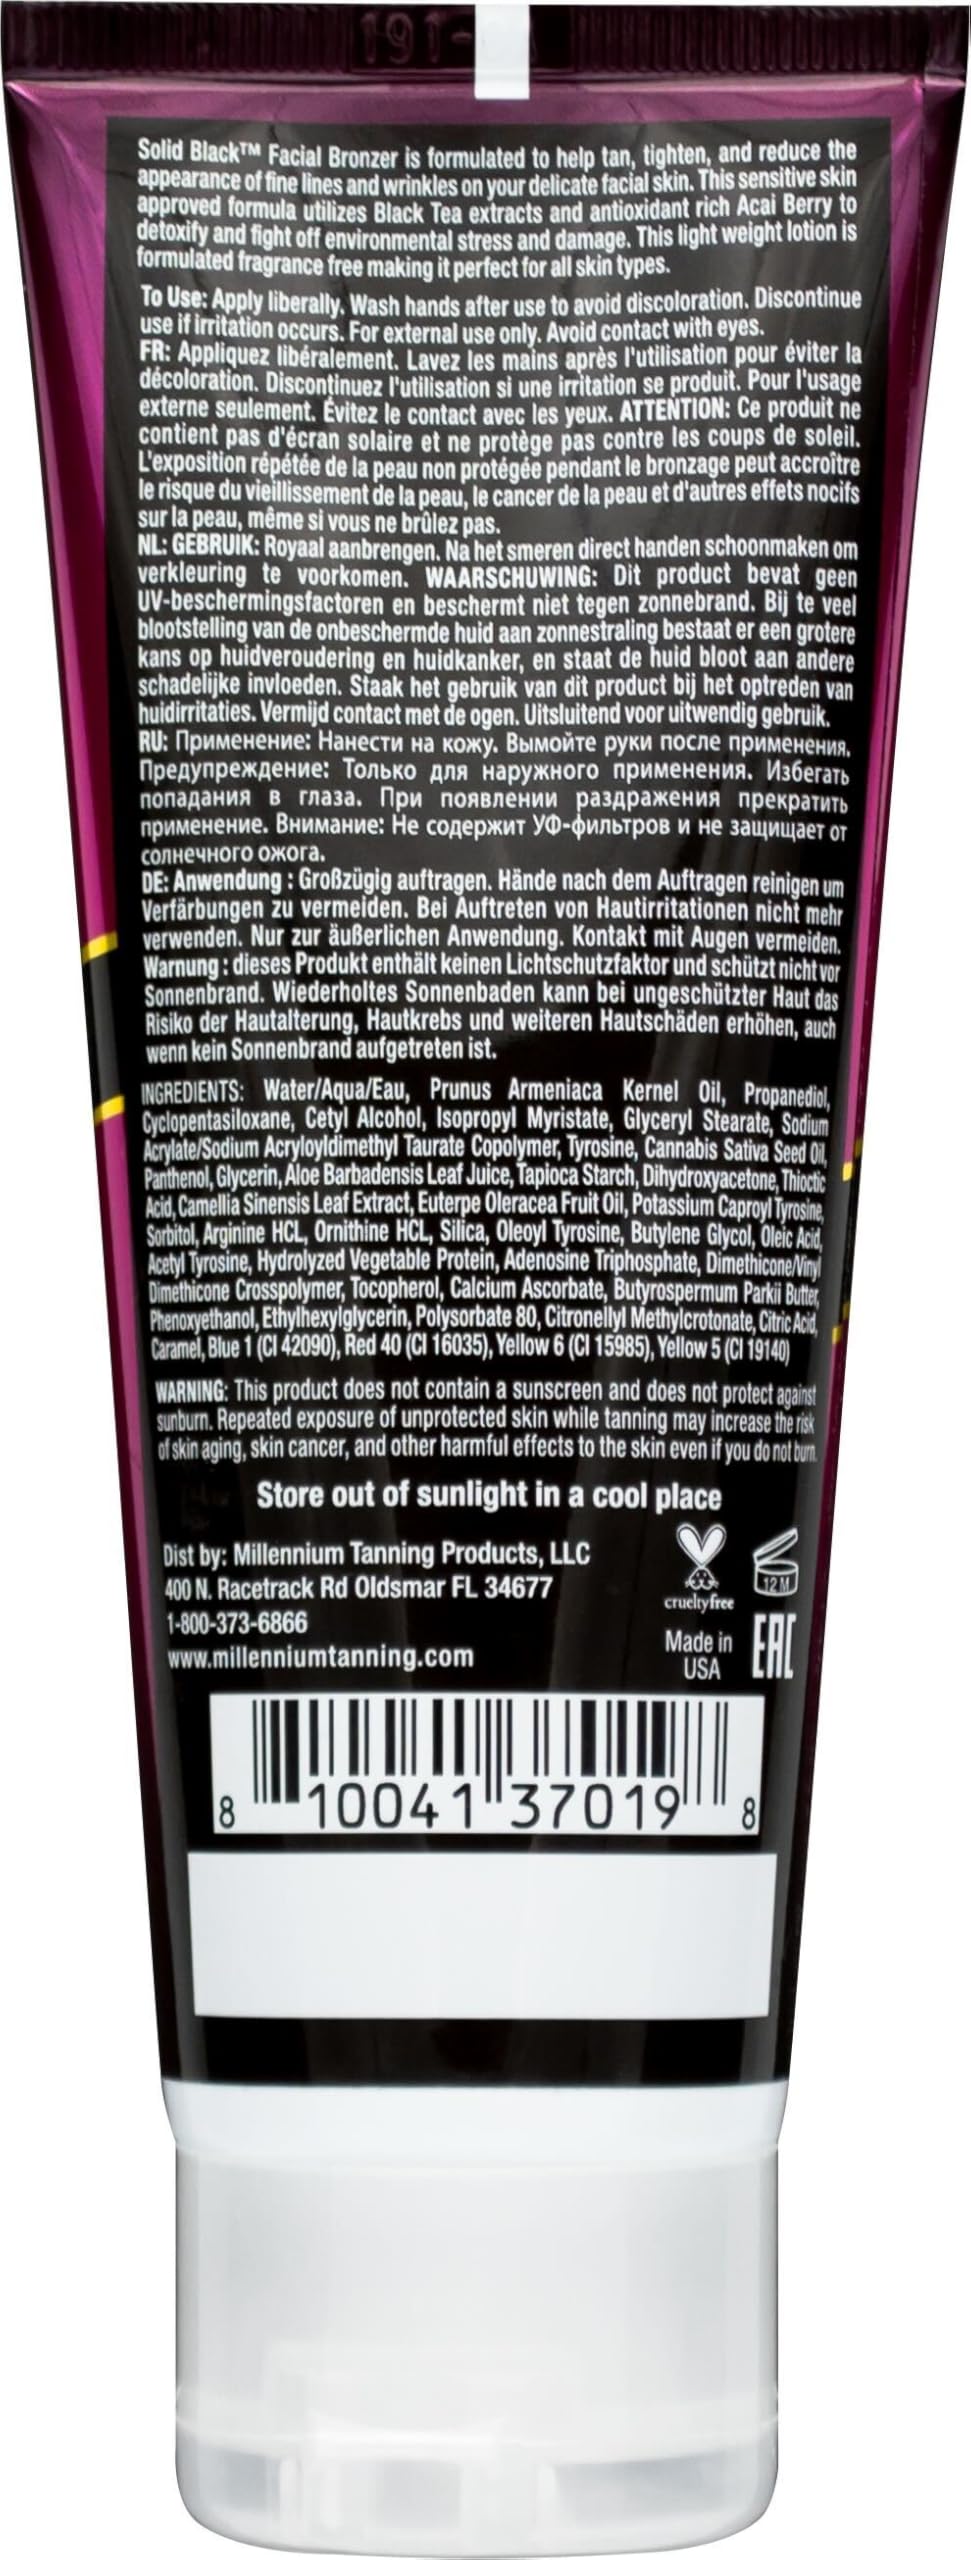 191-
Solid Black™ Facial Bronzer is formulated to help tan, tighten, and reduce the
appearance of fine lines and wrinkles on your delicate facial skin. This sensitive skin
approved formula utilizes Black Tea extracts and antioxidant rich Acai Berry to
detoxify and fight off environmental stress and damage. This light weight lotion is
formulated fragrance free making it perfect for all skin types.
To Use: Apply liberally. Wash hands after use to avoid discoloration. Discontinue
use if irritation occurs. For external use only. Avoid contact with eyes.
FR: Appliquez libéralement. Lavez les mains après l'utilisation pour éviter la
décoloration. Discontinuez l'utilisation si une irritation se produit. Pour l'usage
externe seulement. Évitez le contact avec les yeux. ATTENTION: Ce produit ne
contient pas d'écran solaire et ne protège pas contre les coups de soleil.
L'exposition répétée de la peau non protégée pendant le bronzage peut accroître
le risque du vieillissement de la peau, le cancer de la peau et d'autres effets nocifs
sur la peau, même si vous ne brûlez pas.
NL: GEBRUIK: Royaal aanbrengen. Na het smeren direct handen schoonmaken om
verkleuring te voorkomen. WAARSCHUWING: Dit product bevat geen
UV-beschermingsfactoren en beschermt niet tegen zonnebrand. Bij te veel
blootstelling van de onbeschermde huid aan zonnestraling bestaat er een grotere
kans op huidveroudering en huidkanker, en staat de huid bloot aan andere
schadelijke invloeden. Staak het gebruik van dit product bij het optreden van
huidirritaties. Vermijd contact met de ogen. Uitsluitend voor uitwendig gebruik.
RU: Применение: Нанести на кожу. Вымойте руки после применения.
Предупреждение: Только для наружного применения. Избегать
попадания в глаза. При появлении раздражения прекратить
применение. Внимание: Не содержит УФ-фильтров и не защищает от
солнечного ожога.
DE: Anwendung : Großzügig auftragen. Hände nach dem Auftragen reinigen um
Verfärbungen zu vermeiden. Bei Auftreten von Hautirritationen nicht mehr
verwenden. Nur zur äußerlichen Anwendung. Kontakt mit Augen vermeiden.
Warnung : dieses Produkt enthält keinen Lichtschutzfaktor und schützt nicht vor
Sonnenbrand. Wiederholtes Sonnenbaden kann bei ungeschützter Haut das
Risiko der Hautalterung, Hautkrebs und weiteren Hautschäden erhöhen, auch
wenn kein Sonnenbrand aufgetreten ist.
INGREDIENTS: Water/Aqua/Eau, Prunus Armeniaca Kernel Oil, Propanediol,
Cyclopentasiloxane, Cetyl Alcohol, Isopropyl Myristate, Glyceryl Stearate, Sodium
Acrylate/Sodium Acryloyldimethyl Taurate Copolymer, Tyrosine, Cannabis Sativa Seed Oil,
Panthenol, Glycerin, Aloe Barbadensis Leaf Juice, Tapioca Starch, Dihydroxyacetone, Thioctic
Acid, Camellia Sinensis Leaf Extract, Euterpe Oleracea Fruit Oil, Potassium Caproyl Tyrosine,
Sorbitol, Arginine HCL, Ornithine HCL, Silica, Oleoyl Tyrosine, Butylene Glycol, Oleic Acid,
Acetyl Tyrosine, Hydrolyzed Vegetable Protein, Adenosine Triphosphate, Dimethicone/Vinyl
Dimethicone Crosspolymer, Tocopherol, Calcium Ascorbate, Butyrospermum Parkii Butter,
Phenoxyethanol, Ethylhexylglycerin, Polysorbate 80, Citronellyl Methylcrotonate, Citric Acid,
Caramel, Blue 1 (CI 42090), Red 40 (CI 16035), Yellow 6 (CI 15985), Yellow 5 (CI 19140)
WARNING: This product does not contain a sunscreen and does not protect against
sunburn. Repeated exposure of unprotected skin while tanning may increase the risk
of skin aging, skin cancer, and other harmful effects to the skin even if you do not burn.
Store out of sunlight in a cool place
Dist by: Millennium Tanning Products, LLC
400 N. Racetrack Rd Oldsmar FL 34677
1-800-373-6866
www.millenniumtanning.com
crueltyfree
12 M
Made in
USA
EAC
8 10041 37019 8